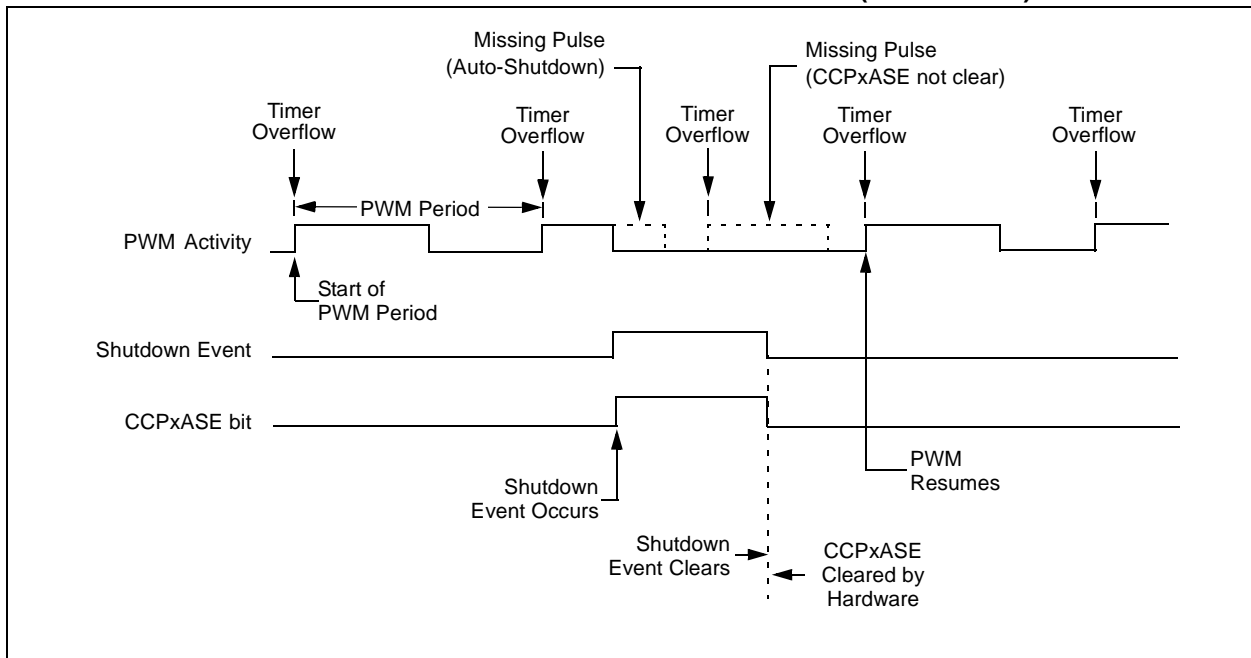 Missing Pulse
(Auto-Shutdown)
Missing Pulse
(CCPxASE not clear)
Timer
Overflow
Timer
Overflow
Timer
Overflow
Timer
Overflow
Timer
Overflow
PWM Period
PWM Activity
Start of
PWM Period
Shutdown Event
CCPxASE bit
Shutdown
Event Occurs
PWM
Resumes
Shutdown
Event Clears
CCPxASE
Cleared by
Hardware